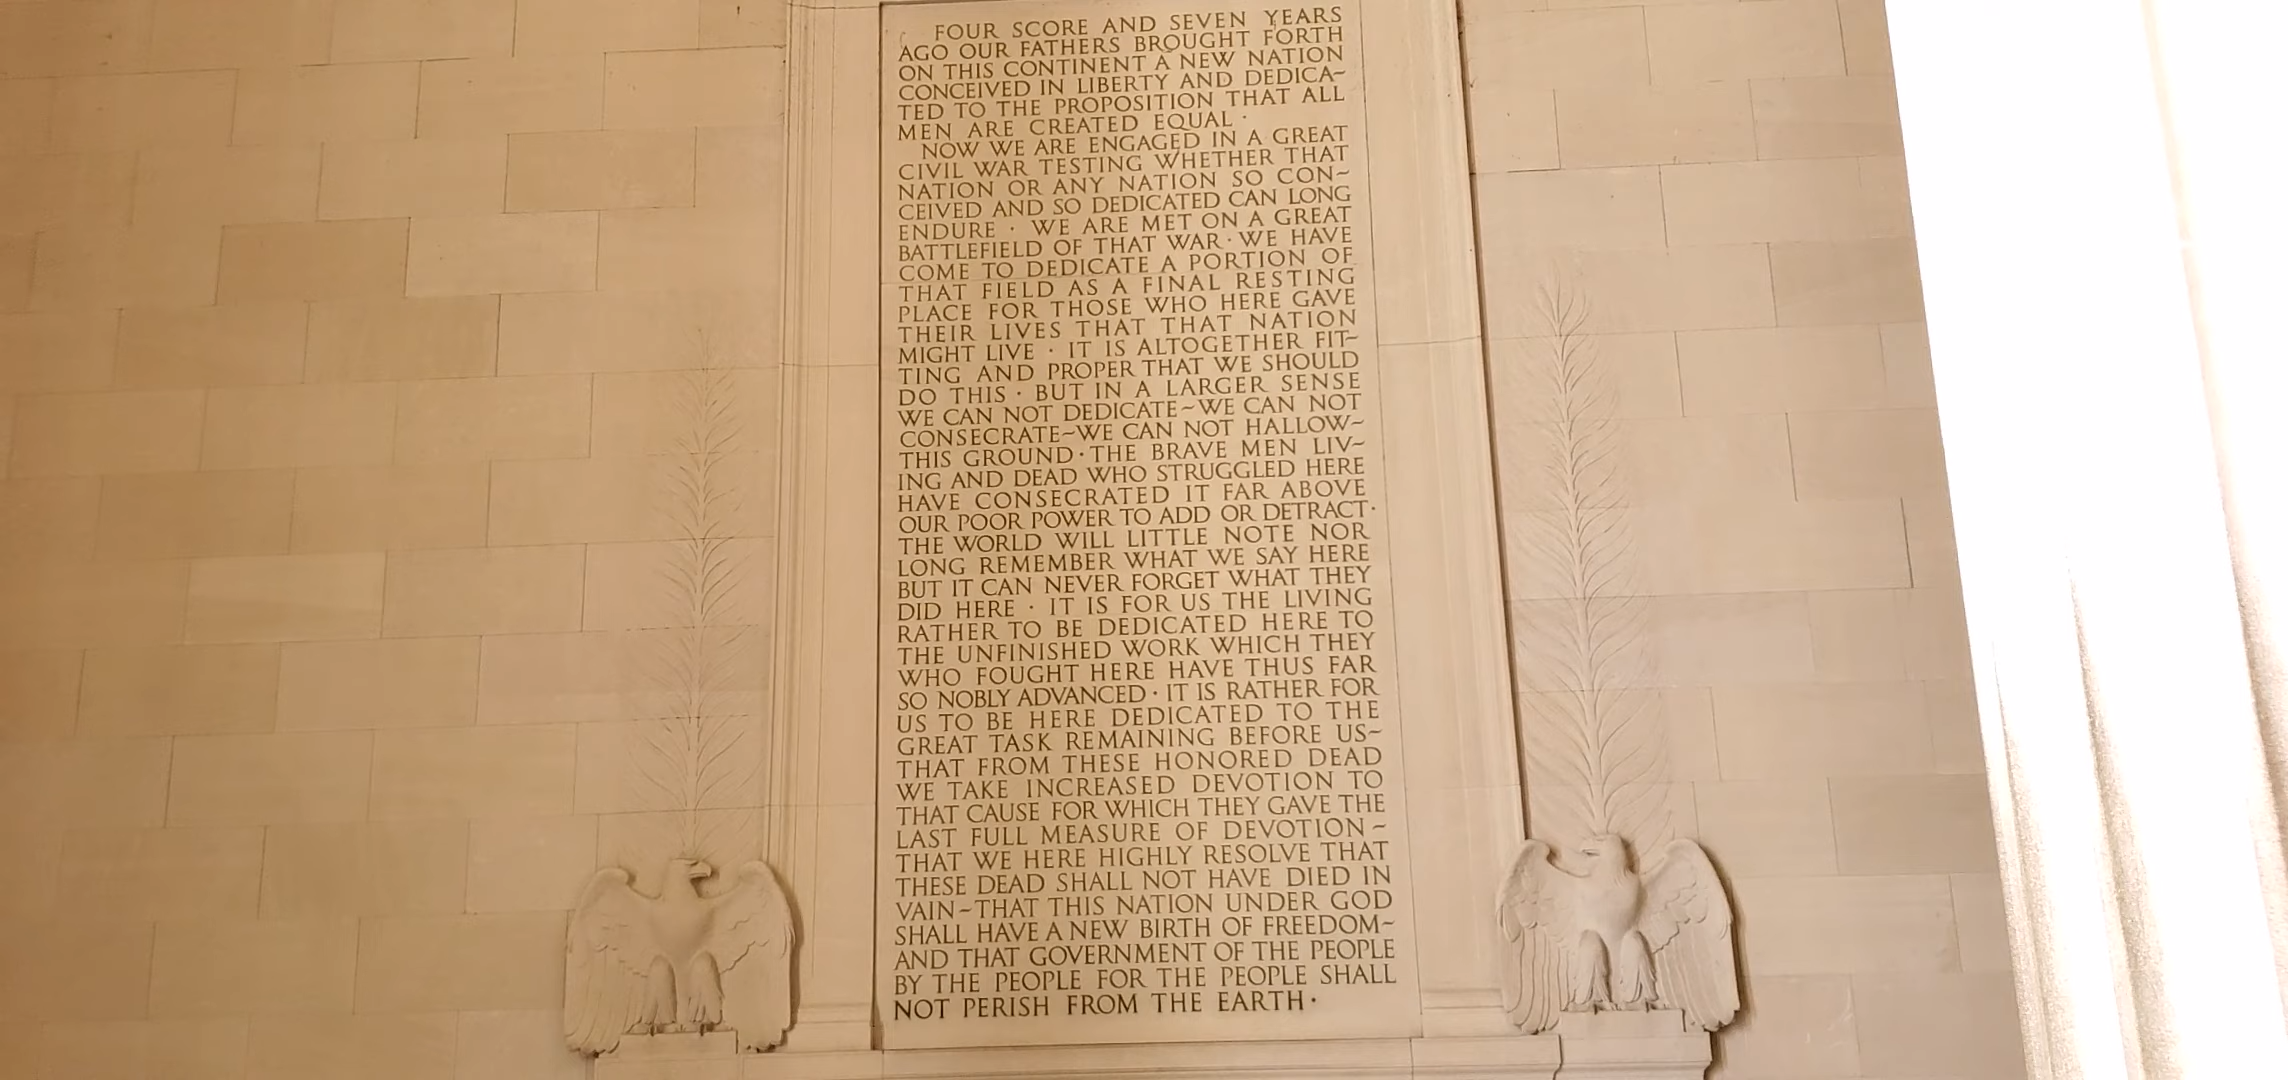 FOUR SCORE AND SEVEN YEARS
AGO OUR FATHERS BROUGHT FORTH
ON THIS CONTINENT A NEW NATION
CONCEIVED IN LIBERTY AND DEDICA~
TED TO THE PROPOSITION THAT ALL
MEN ARE CREATED EQUAL ·
NOW WE ARE ENGAGED IN A GREAT
CIVIL WAR TESTING WHETHER THAT
NATION OR ANY NATION SO CON~
CEIVED AND SO DEDICATED CAN LONG
ENDURE · WE ARE MET ON A GREAT
BATTLEFIELD OF THAT WAR · WE HAVE
COME TO DEDICATE A PORTION OF
THAT FIELD AS A FINAL RESTING
PLACE FOR THOSE WHO HERE GAVE
THEIR LIVES THAT THAT NATION
MIGHT LIVE · IT IS ALTOGETHER FIT~
TING AND PROPER THAT WE SHOULD
DO THIS · BUT IN A LARGER SENSE
WE CAN NOT DEDICATE~WE CAN NOT
CONSECRATE~WE CAN NOT HALLOW~
THIS GROUND · THE BRAVE MEN LIV~
ING AND DEAD WHO STRUGGLED HERE
HAVE CONSECRATED IT FAR ABOVE
OUR POOR POWER TO ADD OR DETRACT ·
THE WORLD WILL LITTLE NOTE NOR
LONG REMEMBER WHAT WE SAY HERE
BUT IT CAN NEVER FORGET WHAT THEY
DID HERE · IT IS FOR US THE LIVING
RATHER TO BE DEDICATED HERE TO
THE UNFINISHED WORK WHICH THEY
WHO FOUGHT HERE HAVE THUS FAR
SO NOBLY ADVANCED · IT IS RATHER FOR
US TO BE HERE DEDICATED TO THE
GREAT TASK REMAINING BEFORE US~
THAT FROM THESE HONORED DEAD
WE TAKE INCREASED DEVOTION TO
THAT CAUSE FOR WHICH THEY GAVE THE
LAST FULL MEASURE OF DEVOTION~
THAT WE HERE HIGHLY RESOLVE THAT
THESE DEAD SHALL NOT HAVE DIED IN
VAIN~THAT THIS NATION UNDER GOD
SHALL HAVE A NEW BIRTH OF FREEDOM~
AND THAT GOVERNMENT OF THE PEOPLE
BY THE PEOPLE FOR THE PEOPLE SHALL
NOT PERISH FROM THE EARTH ·